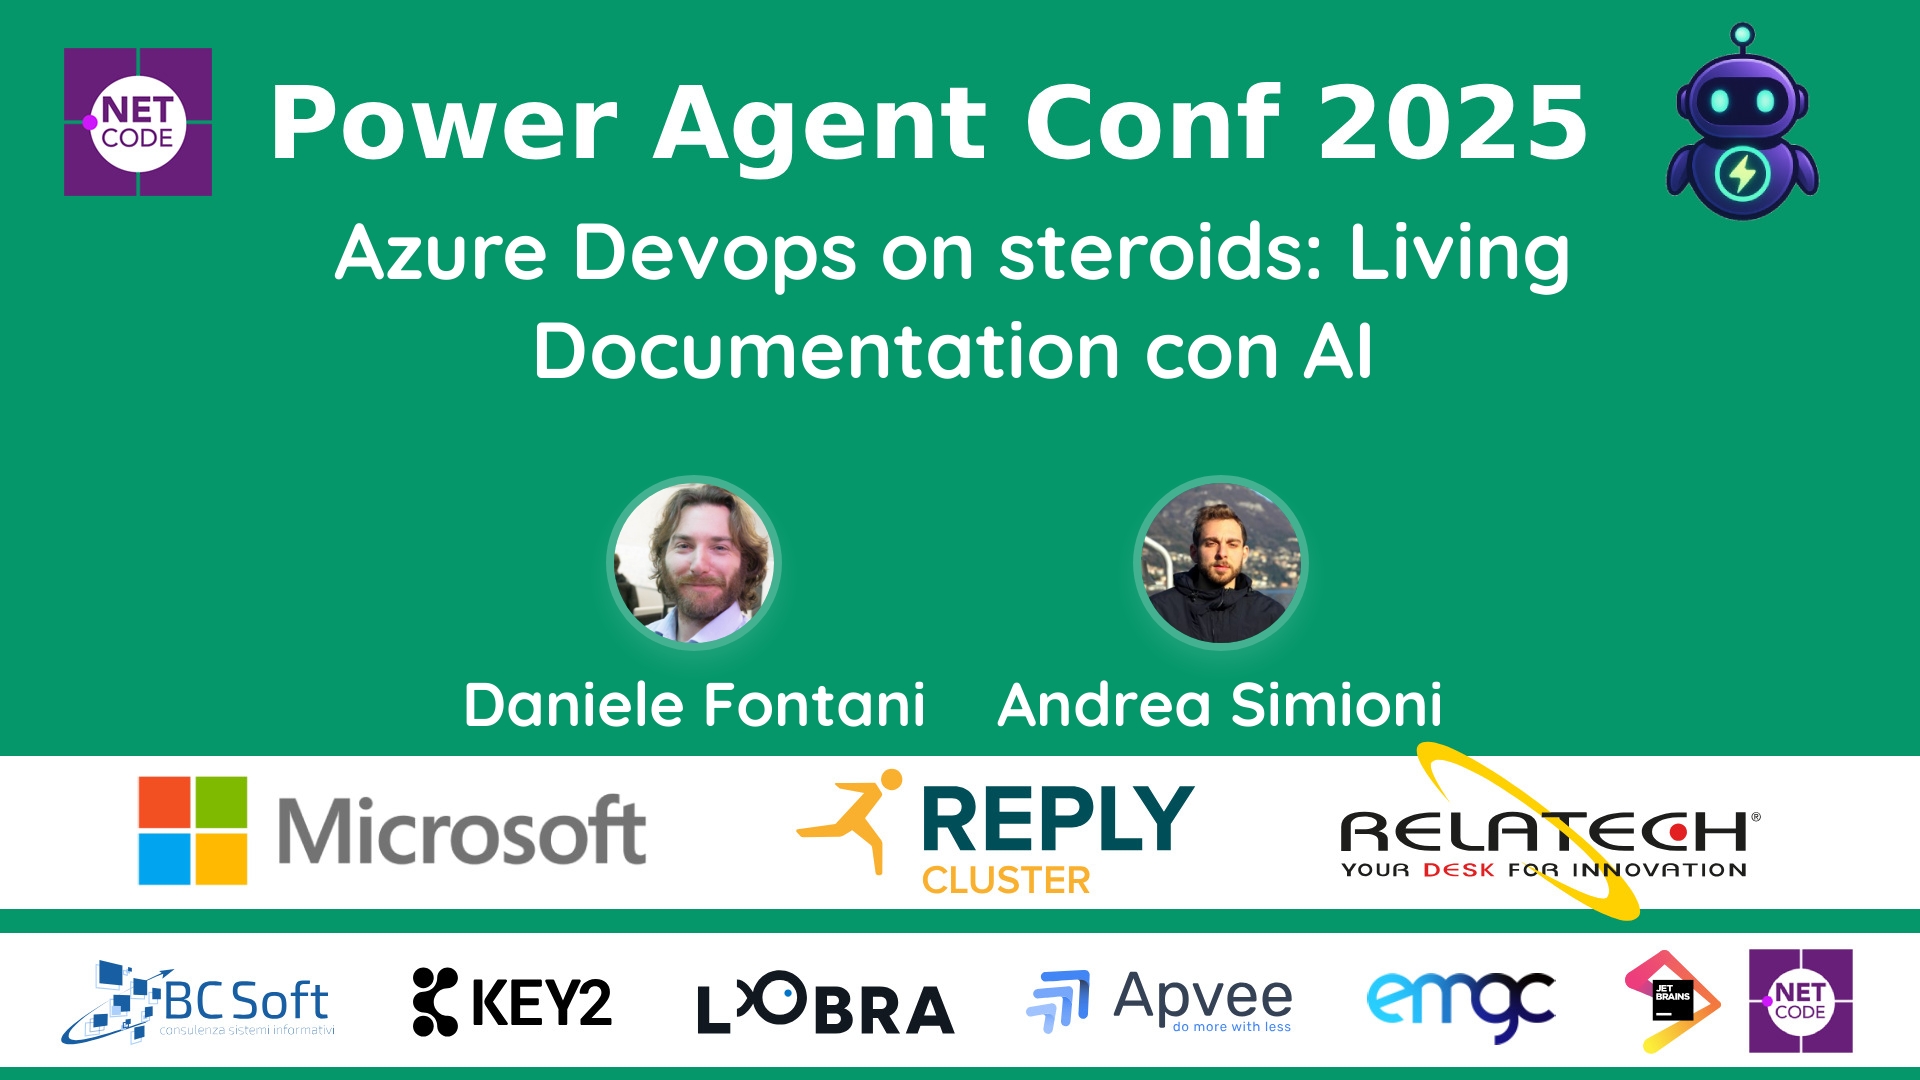 NET
CODE
Power Agent Conf 2025
Azure Devops on steroids: Living
Documentation con AI
Daniele Fontani
Andrea Simioni
Microsoft
REPLY
CLUSTER
RELATECH®
YOUR DESK FOR INNOVATION
BCSoft
consulenza sistemi informativi
KEY2
LOBRA
Apvee
do more with less
emgc
JET
BRAINS
NET
CODE